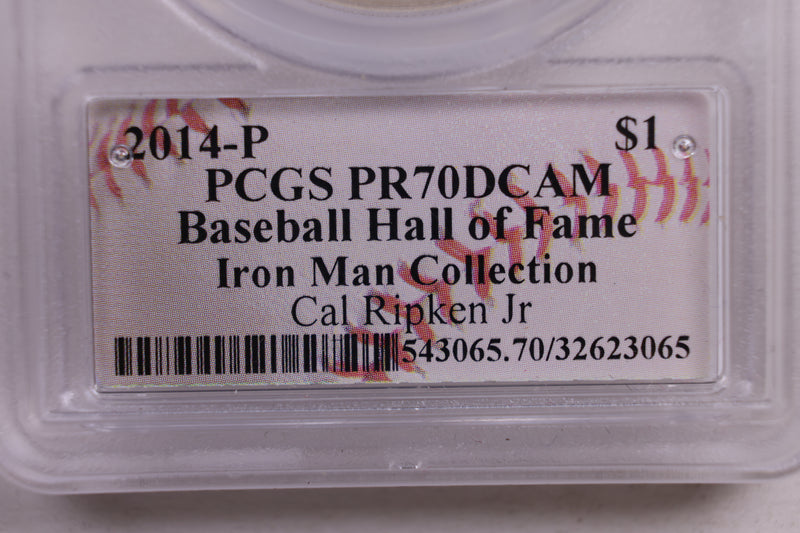 2014-P $1
PCGS PR70DCAM
Baseball Hall of Fame
Iron Man Collection
Cal Ripken Jr
543065.70/32623065